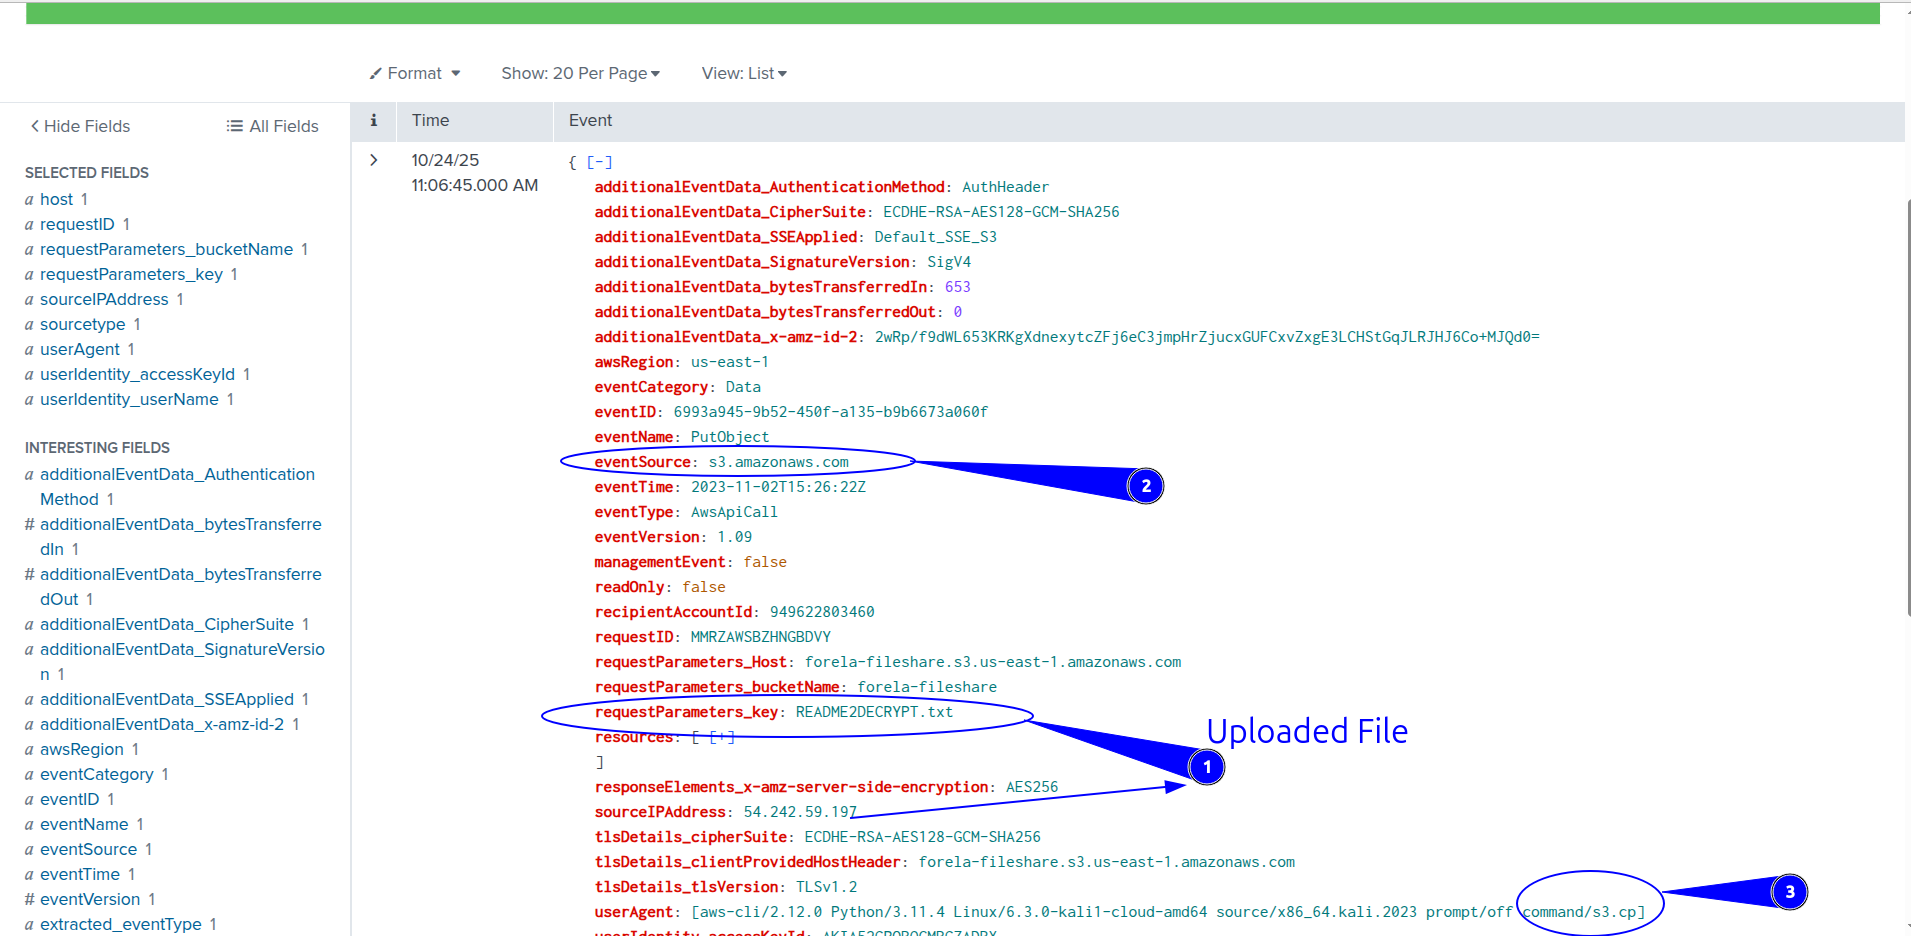 Format Show: 20 Per Page View: List
Hide Fields All Fields
i Time Event
SELECTED FIELDS
a host 1
a requestID 1
a requestParameters_bucketName 1
a requestParameters_key 1
a sourceIPAddress 1
a sourcetype 1
a userAgent 1
a userIdentity_accessKeyId 1
a userIdentity_userName 1
INTERESTING FIELDS
a additionalEventData_Authentication
Method 1
# additionalEventData_bytesTransferre
dIn 1
# additionalEventData_bytesTransferre
dOut 1
a additionalEventData_CipherSuite 1
a additionalEventData_SignatureVersio
n 1
a additionalEventData_SSEApplied 1
a additionalEventData_x-amz-id-2 1
a awsRegion 1
a eventCategory 1
a eventID 1
a eventName 1
a eventSource 1
a eventTime 1
# eventVersion 1
a extracted_eventType 1
10/24/25
11:06:45.000 AM
{ [-]
additionalEventData_AuthenticationMethod: AuthHeader
additionalEventData_CipherSuite: ECDHE-RSA-AES128-GCM-SHA256
additionalEventData_SSEApplied: Default_SSE_S3
additionalEventData_SignatureVersion: SigV4
additionalEventData_bytesTransferredIn: 653
additionalEventData_bytesTransferredOut: 0
additionalEventData_x-amz-id-2: 2wRp/f9dWL653KRKgXdnexytcZFj6eC3jmpHrZjucxGUFCxvZxgE3LCHStGqJLRJHJ6Co+MJQd0=
awsRegion: us-east-1
eventCategory: Data
eventID: 6993a945-9b52-450f-a135-b9b6673a060f
eventName: PutObject
eventSource: s3.amazonaws.com
2
eventTime: 2023-11-02T15:26:22Z
eventType: AwsApiCall
eventVersion: 1.09
managementEvent: false
readOnly: false
recipientAccountId: 949622803460
requestID: MMRZAWSBZHNGBDVY
requestParameters_Host: forela-fileshare.s3.us-east-1.amazonaws.com
requestParameters_bucketName: forela-fileshare
requestParameters_key: README2DECRYPT.txt
Uploaded File
resources: [ [+]
]
1
responseElements_x-amz-server-side-encryption: AES256
sourceIPAddress: 54.242.59.197
tlsDetails_cipherSuite: ECDHE-RSA-AES128-GCM-SHA256
tlsDetails_clientProvidedHostHeader: forela-fileshare.s3.us-east-1.amazonaws.com
tlsDetails_tlsVersion: TLSv1.2
3
userAgent: [aws-cli/2.12.0 Python/3.11.4 Linux/6.3.0-kali1-cloud-amd64 source/x86_64.kali.2023 prompt/off command/s3.cp]